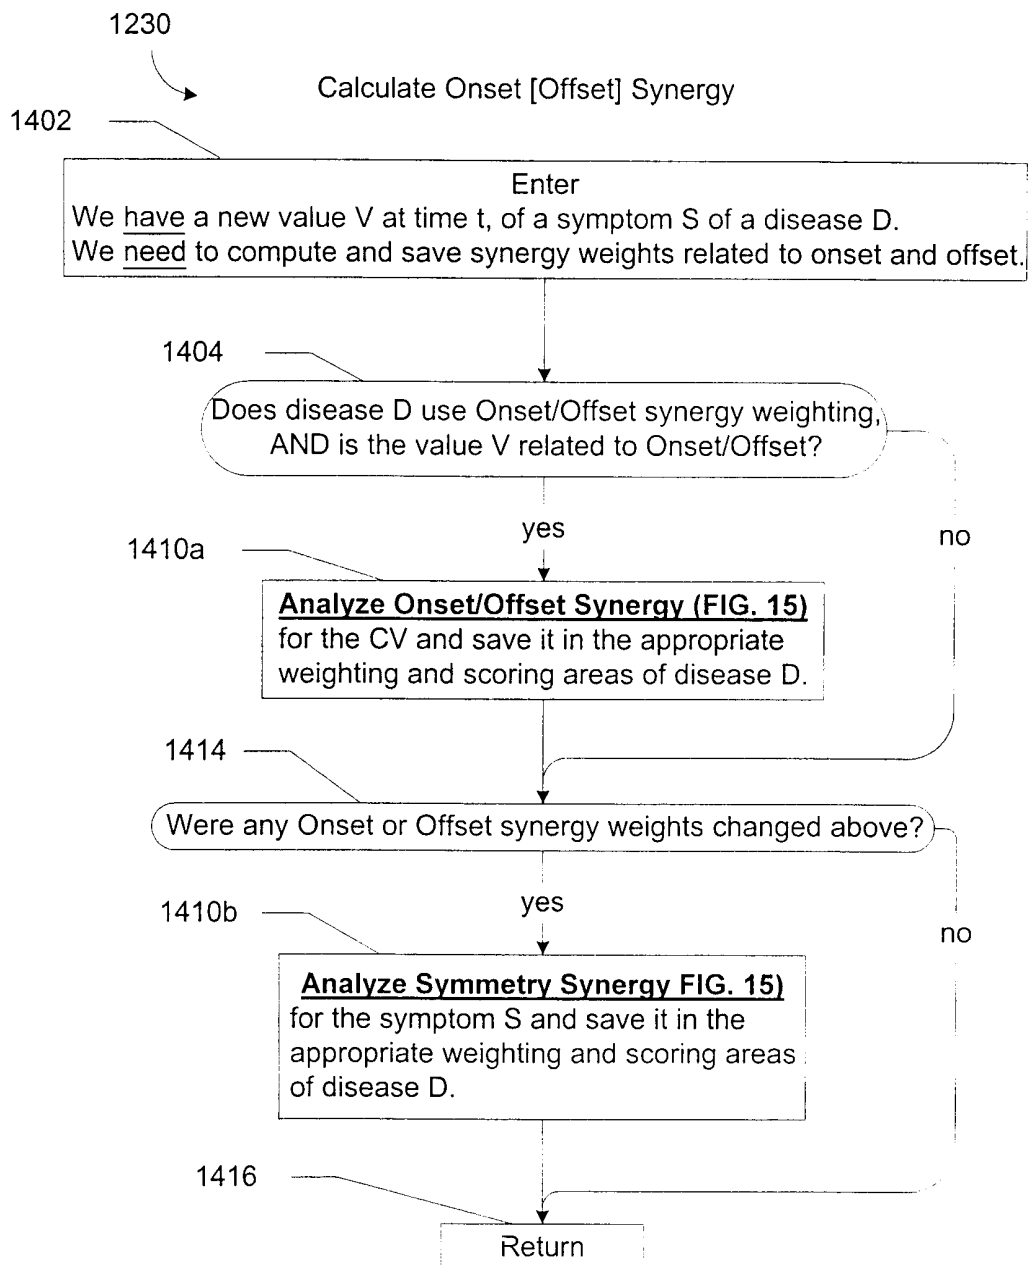 1230
Calculate Onset [Offset] Synergy
1402
Enter
We have a new value V at time t, of a symptom S of a disease D.
We need to compute and save synergy weights related to onset and offset.
1404
Does disease D use Onset/Offset synergy weighting,
AND is the value V related to Onset/Offset?
yes
no
1410a
Analyze Onset/Offset Synergy (FIG. 15)
for the CV and save it in the appropriate
weighting and scoring areas of disease D.
1414
Were any Onset or Offset synergy weights changed above?
yes
no
1410b
Analyze Symmetry Synergy FIG. 15)
for the symptom S and save it in the
appropriate weighting and scoring areas
of disease D.
1416
Return